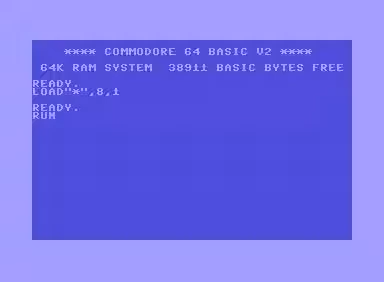 **** COMMODORE 64 BASIC V2 ****
64K RAM SYSTEM  38911 BASIC BYTES FREE
READY.
LOAD"*",8,1
READY.
RUN